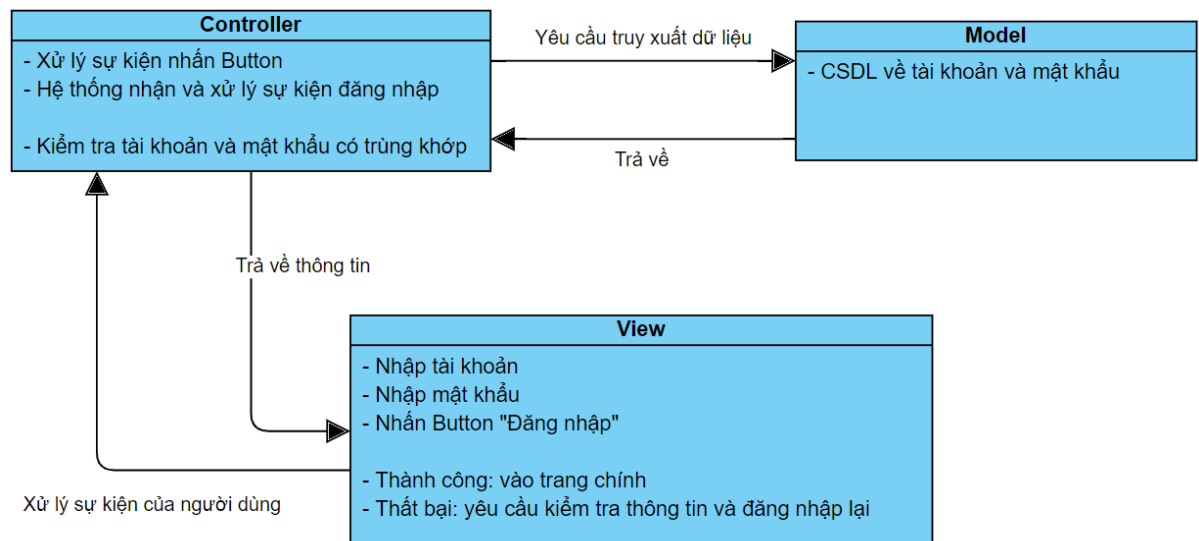 Controller
- Xử lý sự kiện nhấn Button
- Hệ thống nhận và xử lý sự kiện đăng nhập
- Kiểm tra tài khoản và mật khẩu có trùng khớp
Yêu cầu truy xuất dữ liệu
Model
- CSDL về tài khoản và mật khẩu
Trả về
Trả về thông tin
View
- Nhập tài khoản
- Nhập mật khẩu
- Nhấn Button "Đăng nhập"
- Thành công: vào trang chính
- Thất bại: yêu cầu kiểm tra thông tin và đăng nhập lại
Xử lý sự kiện của người dùng